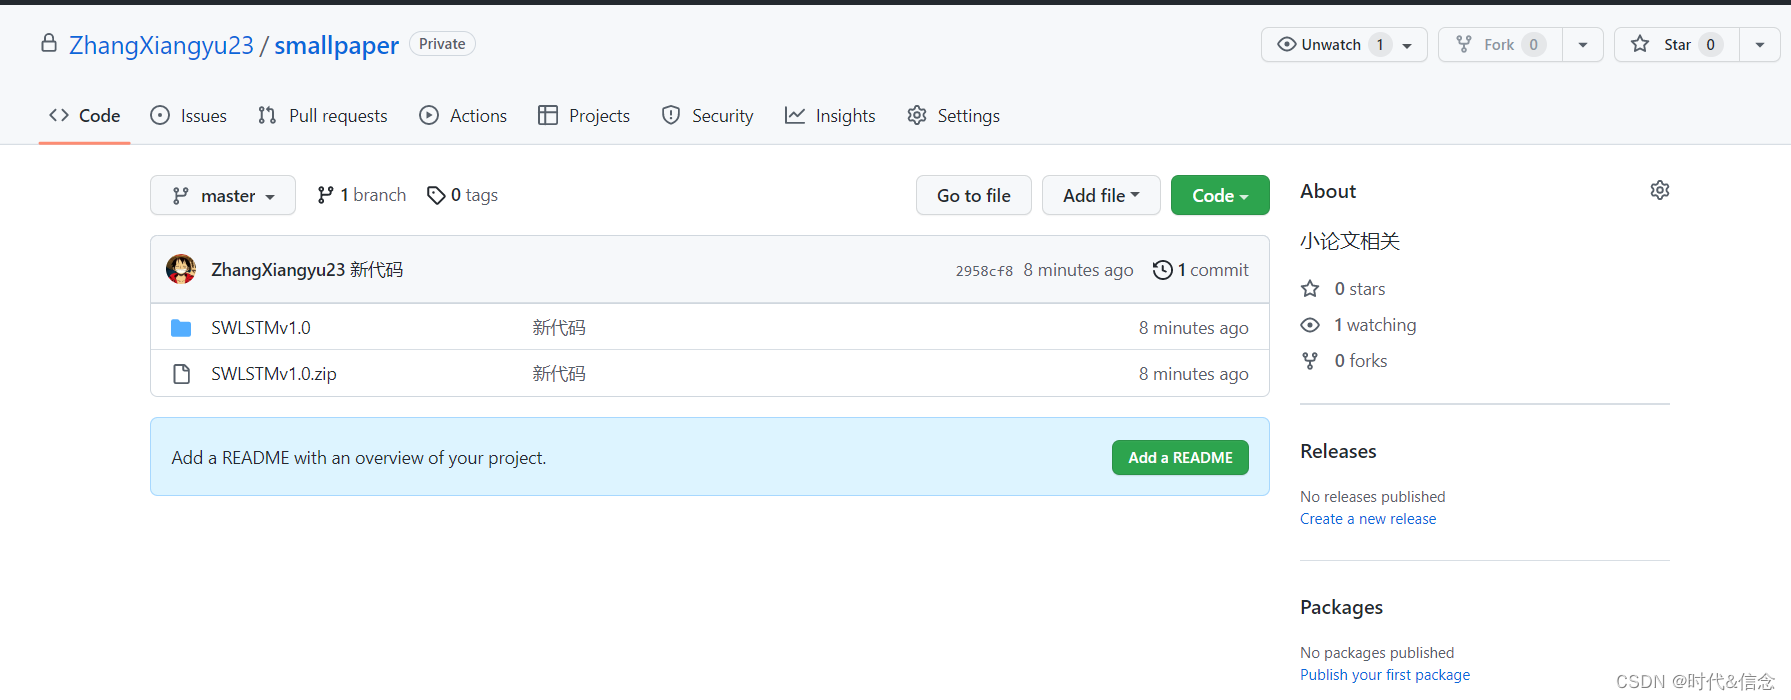 ZhangXiangyu23 / smallpaper Private
Unwatch 1 Fork 0 Star 0
Code Issues Pull requests Actions Projects Security Insights Settings
master 1 branch 0 tags Go to file Add file Code
ZhangXiangyu23 新代码 2958cf8 8 minutes ago 1 commit
SWLSTMv1.0 新代码 8 minutes ago
SWLSTMv1.0.zip 新代码 8 minutes ago
Add a README with an overview of your project. Add a README
About
小论文相关
0 stars
1 watching
0 forks
Releases
No releases published
Create a new release
Packages
No packages published
Publish your first package
CSDN @时代&信念